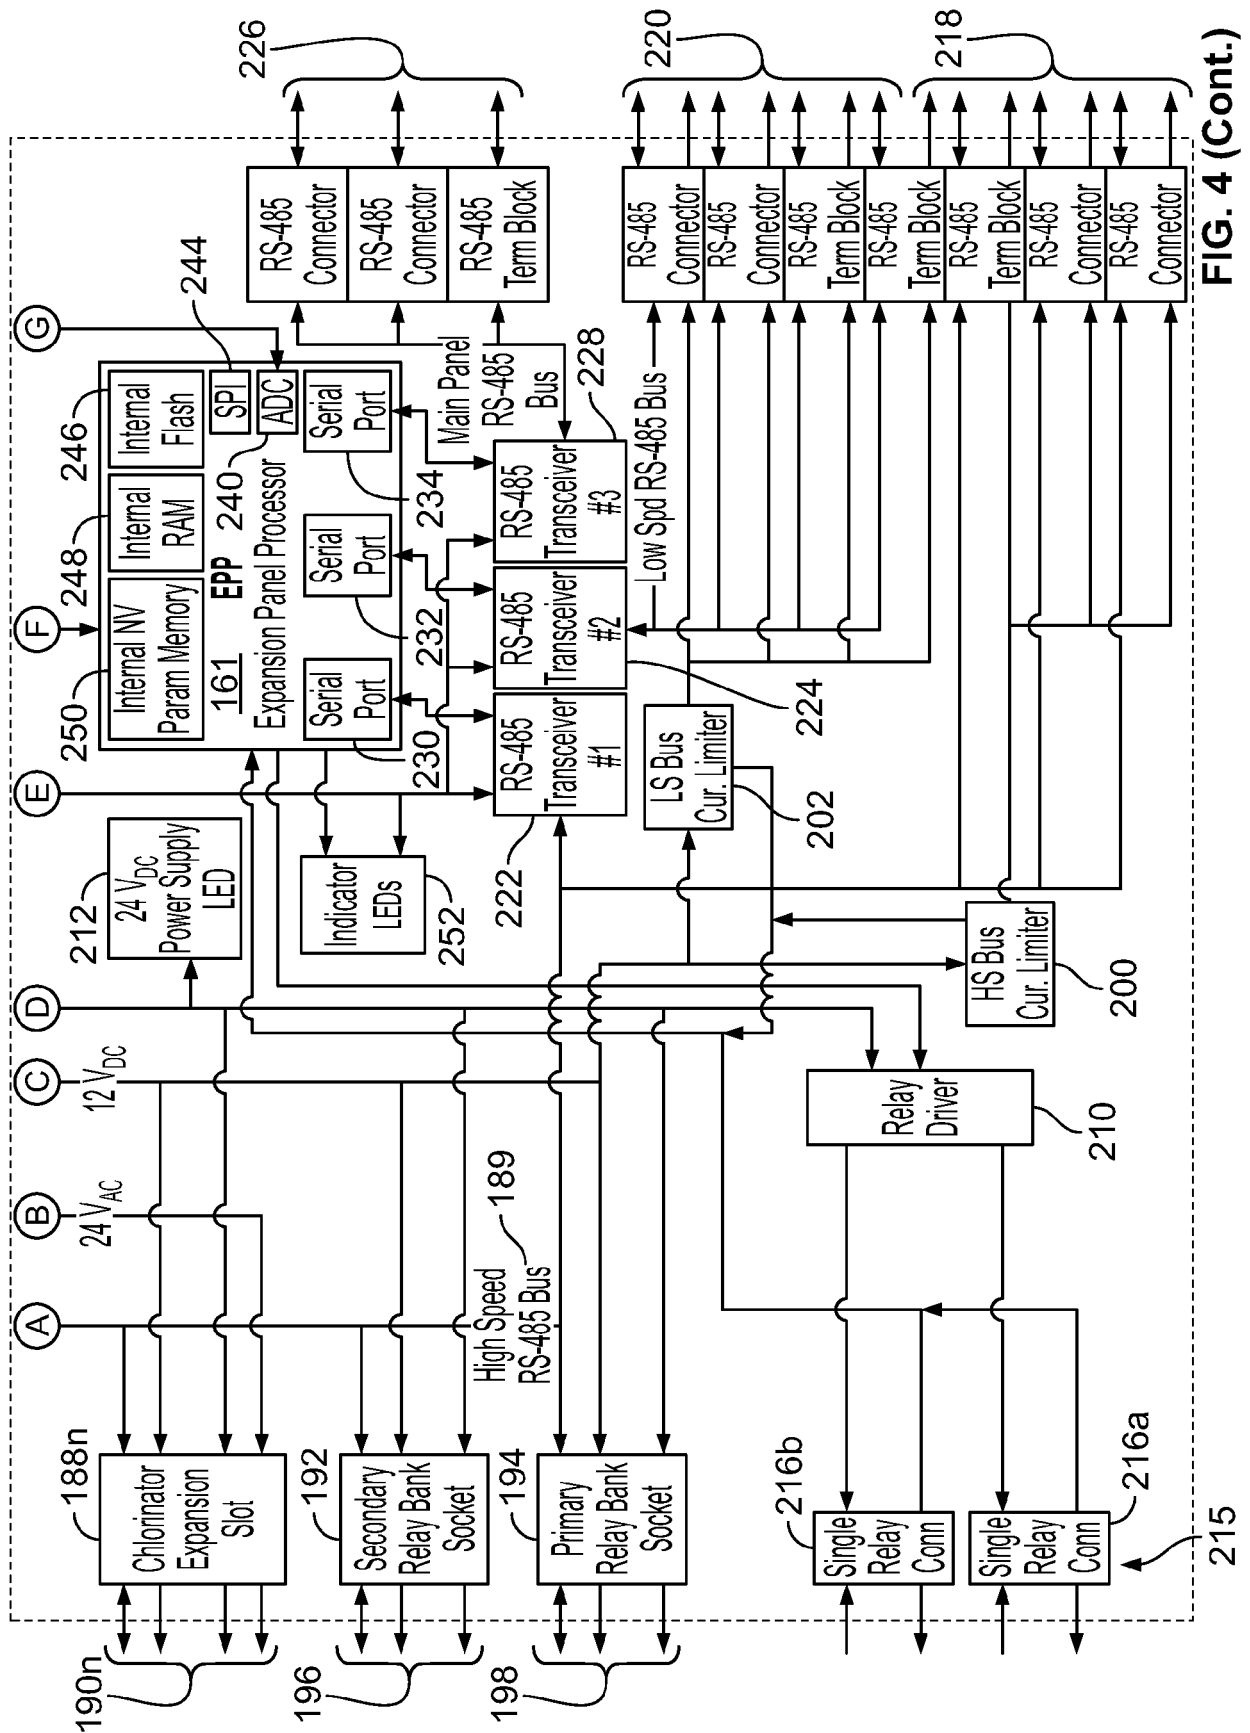 A
B
24 VAC
C
12 VDC
D
E
F
G
188n
Chlorinator
Expansion
Slot
190n
192
Secondary
Relay Bank
Socket
196
194
Primary
Relay Bank
Socket
198
High Speed
RS-485 Bus
189
212
24 VDC
Power Supply
LED
Indicator
LEDs
252
250
Internal NV
Param Memory
248
Internal
RAM
246
Internal
Flash
244
SPI
240
ADC
161
EPP
Expansion Panel Processor
Serial
Port
230
Serial
Port
232
Serial
Port
234
222
RS-485
Transceiver
#1
RS-485
Transceiver
#2
224
RS-485
Transceiver
#3
228
Main Panel
RS-485
Bus
RS-485
Connector
RS-485
Connector
RS-485
Term Block
226
Low Spd RS-485 Bus
RS-485
Connector
RS-485
Connector
RS-485
Term Block
RS-485
Term Block
RS-485
Term Block
RS-485
Connector
RS-485
Connector
220
218
LS Bus
Cur. Limiter
202
HS Bus
Cur. Limiter
200
Relay
Driver
210
216b
Single
Relay
Conn
216a
Single
Relay
Conn
215
FIG. 4 (Cont.)